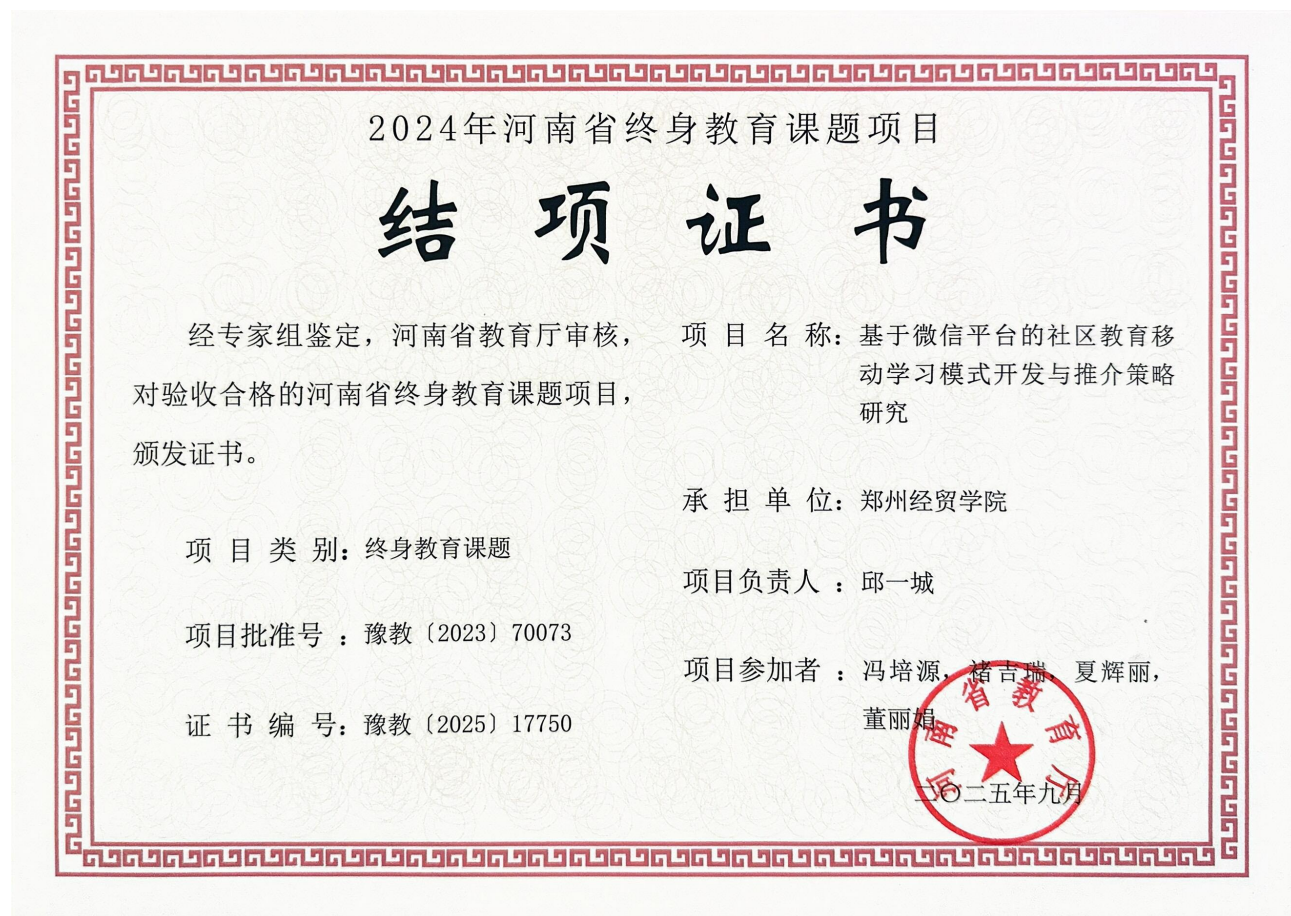 2024年河南省终身教育课题项目
结项证书
经专家组鉴定，河南省教育厅审核，
对验收合格的河南省终身教育课题项目，
颁发证书。
项目类别：终身教育课题
项目批准号：豫教〔2023〕70073
证书编号：豫教〔2025〕17750
项目名称：基于微信平台的社区教育移
动学习模式开发与推介策略
研究
承担单位：郑州经贸学院
项目负责人：邱一城
项目参加者：冯培源，褚吉瑞，夏辉丽，
董丽娟
河南省教育厅
二〇二五年九月